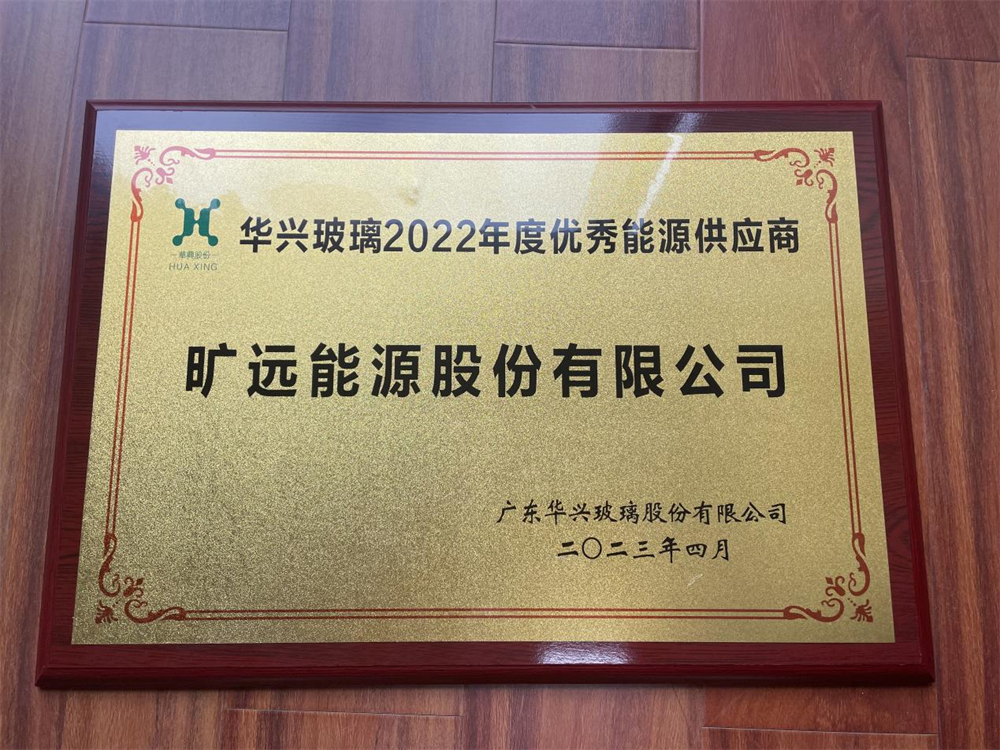 华兴玻璃2022年度优秀能源供应商
華興股份
HUA XING
旷远能源股份有限公司
广东华兴玻璃股份有限公司
二〇二三年四月